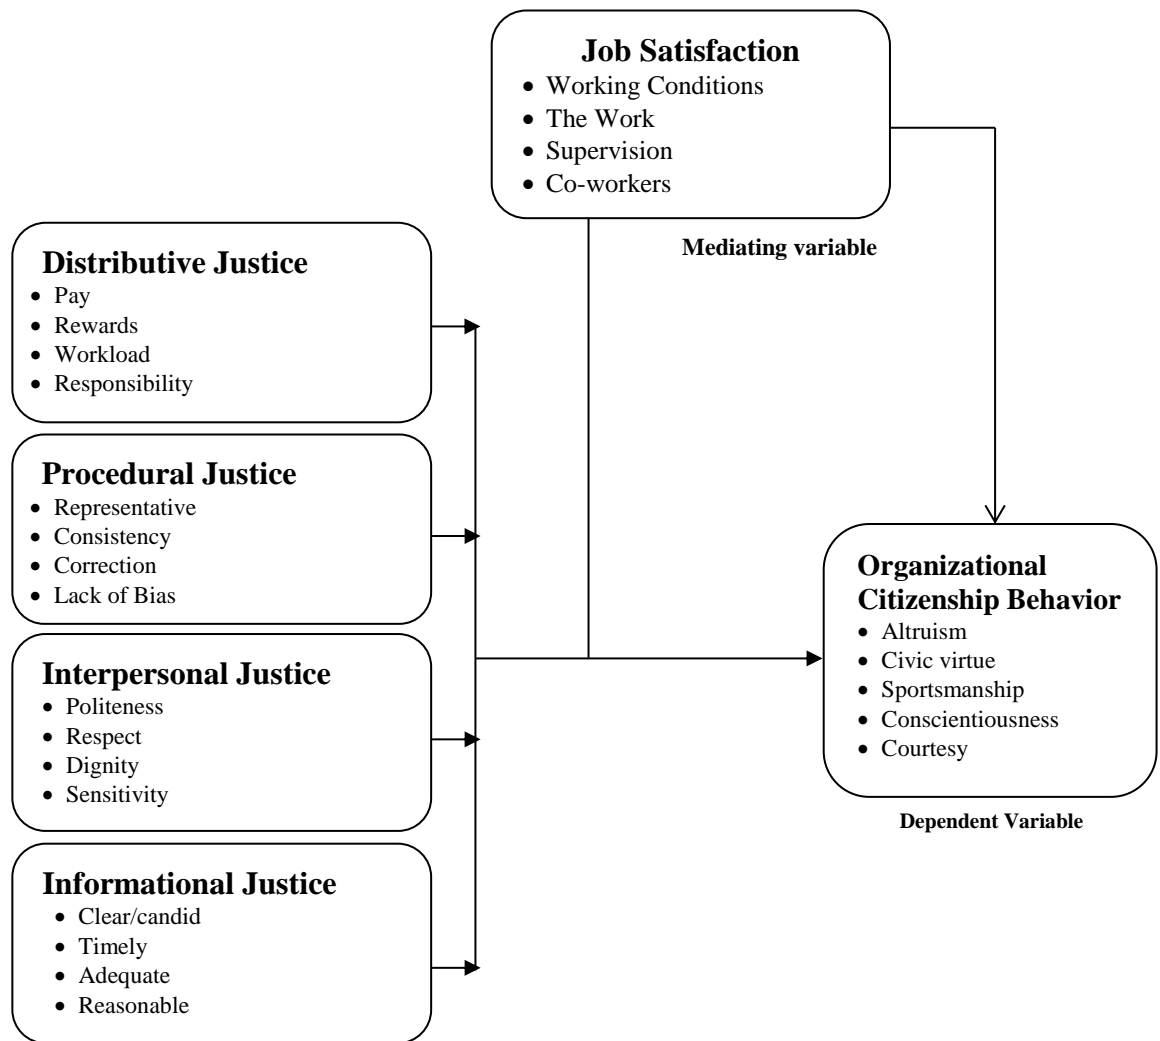 Job Satisfaction
• Working Conditions
• The Work
• Supervision
• Co-workers
Mediating variable
Distributive Justice
• Pay
• Rewards
• Workload
• Responsibility
Procedural Justice
• Representative
• Consistency
• Correction
• Lack of Bias
Interpersonal Justice
• Politeness
• Respect
• Dignity
• Sensitivity
Informational Justice
• Clear/candid
• Timely
• Adequate
• Reasonable
Organizational
Citizenship Behavior
• Altruism
• Civic virtue
• Sportsmanship
• Conscientiousness
• Courtesy
Dependent Variable